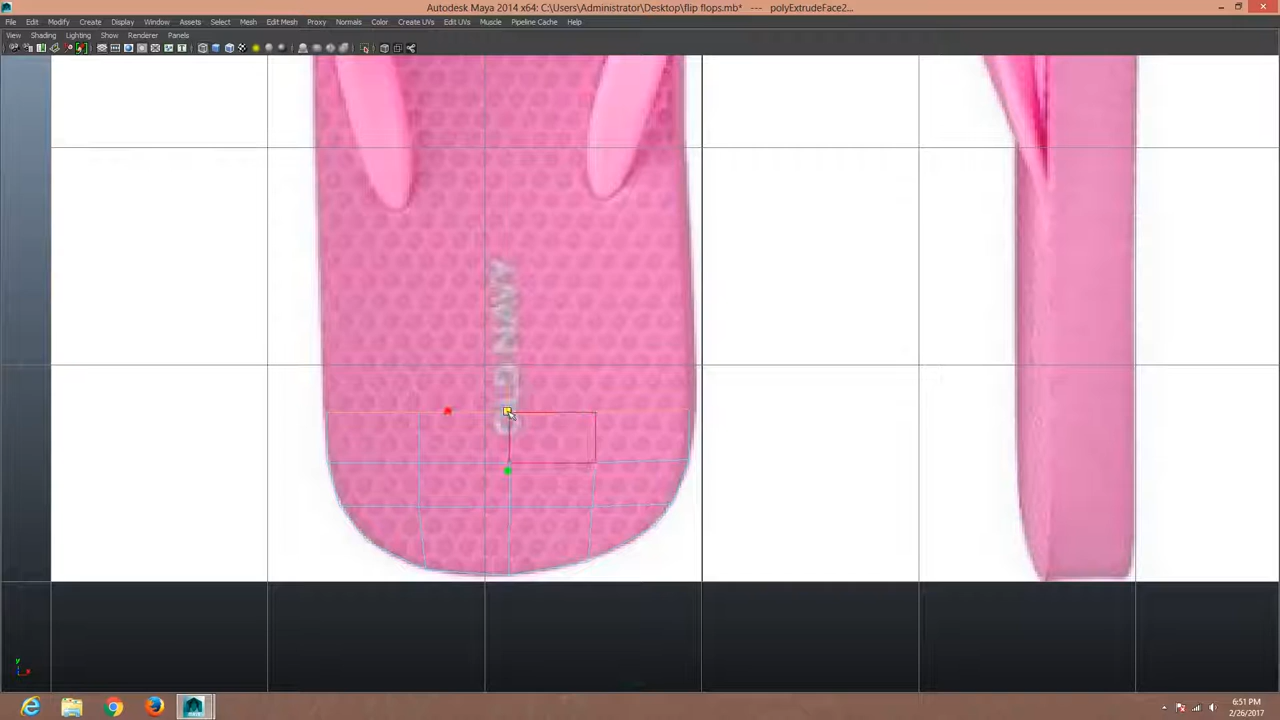 Autodesk Maya 2014 x64: C:\Users\Administrator\Desktop\flip flops.mb* --- polyExtrudeFace2...
File Edit Modify Create Display Window Assets Select Mesh Edit Mesh Proxy Normals Color Create UVs Edit UVs Muscle Pipeline Cache Help
View Shading Lighting Show Renderer Panels
y
6:51 PM
2/26/2017